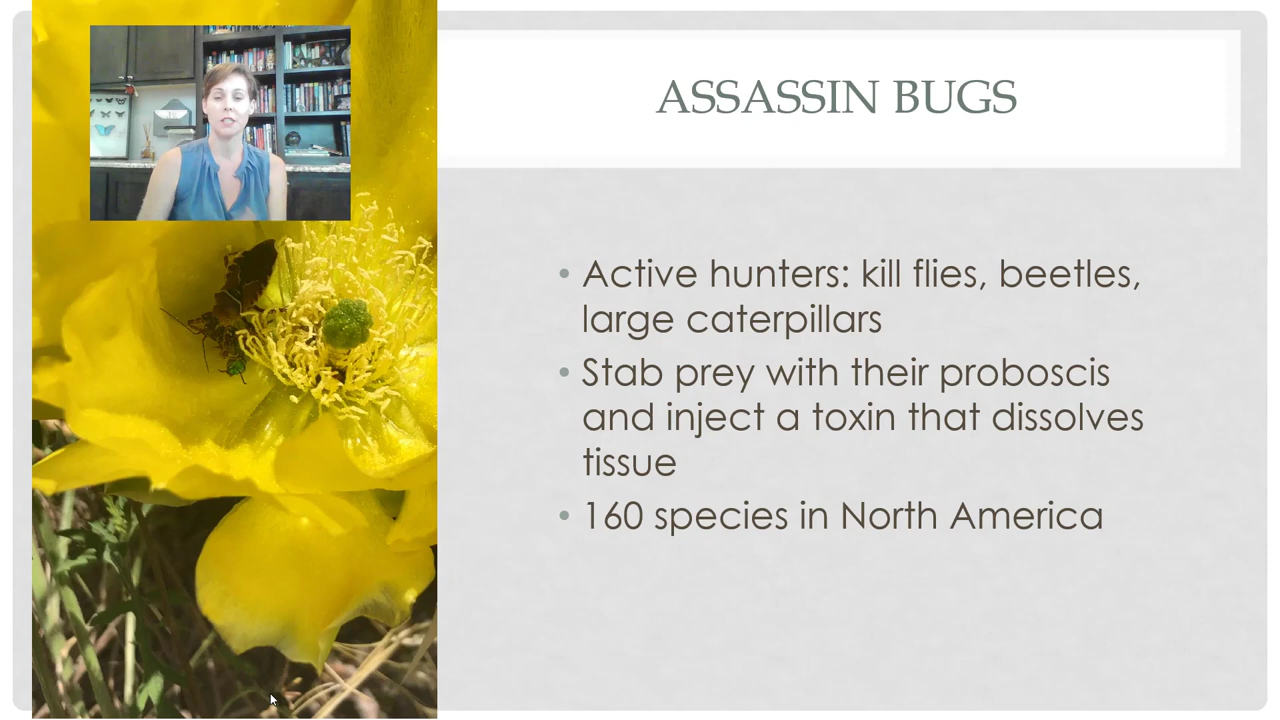 ASSASSIN BUGS
• Active hunters: kill flies, beetles,
large caterpillars
• Stab prey with their proboscis
and inject a toxin that dissolves
tissue
• 160 species in North America